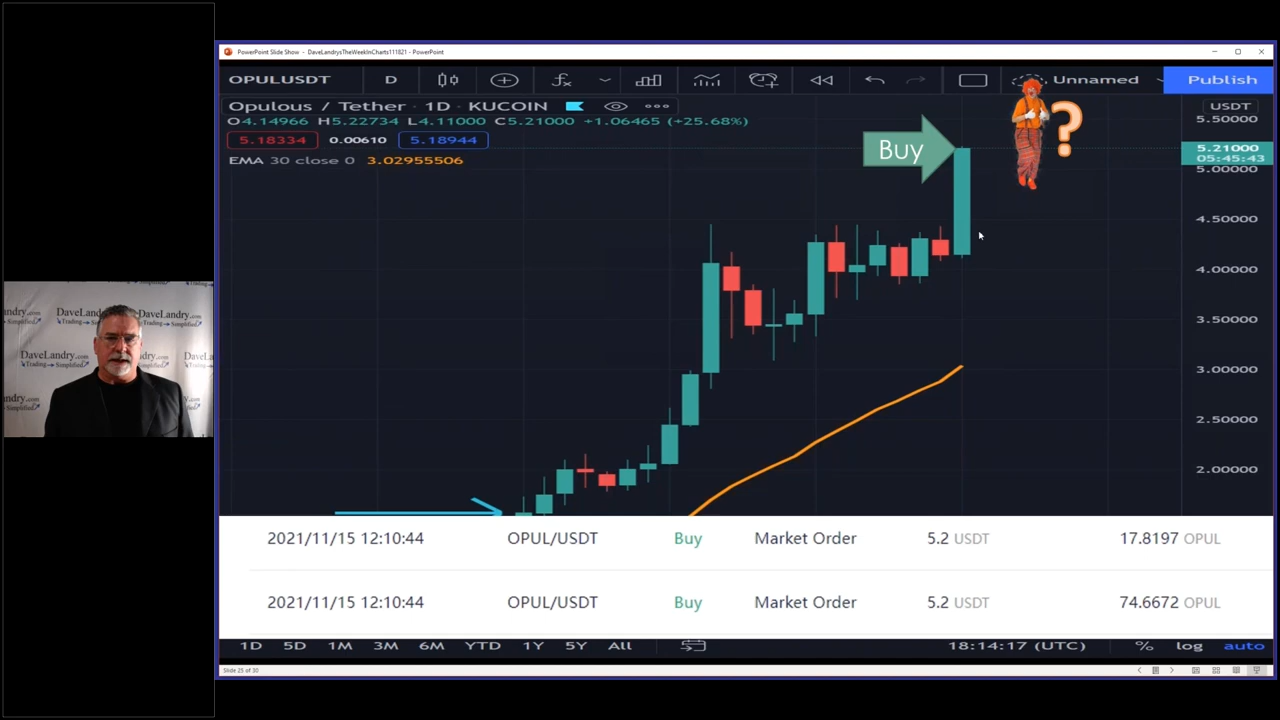 PowerPoint Slide Show - DaveLandrysTheWeekInCharts111821 - PowerPoint
OPULUSDT D Unnamed Publish
Opulous / Tether · 1D · KUCOIN
O4.14966 H5.22734 L4.11000 C5.21000 +1.06465 (+25.68%)
5.18334 0.00610 5.18944
EMA 30 close 0 3.02955506
USDT
5.50000
Buy
?
5.21000
05:45:43
5.00000
4.50000
4.00000
3.50000
3.00000
2.50000
2.00000
DaveLandry.com
Trading Simplified
2021/11/15 12:10:44 OPUL/USDT Buy Market Order 5.2 USDT 17.8197 OPUL
2021/11/15 12:10:44 OPUL/USDT Buy Market Order 5.2 USDT 74.6672 OPUL
1D 5D 1M 3M 6M YTD 1Y 5Y All 18:14:17 (UTC) % log auto
Slide 25 of 30